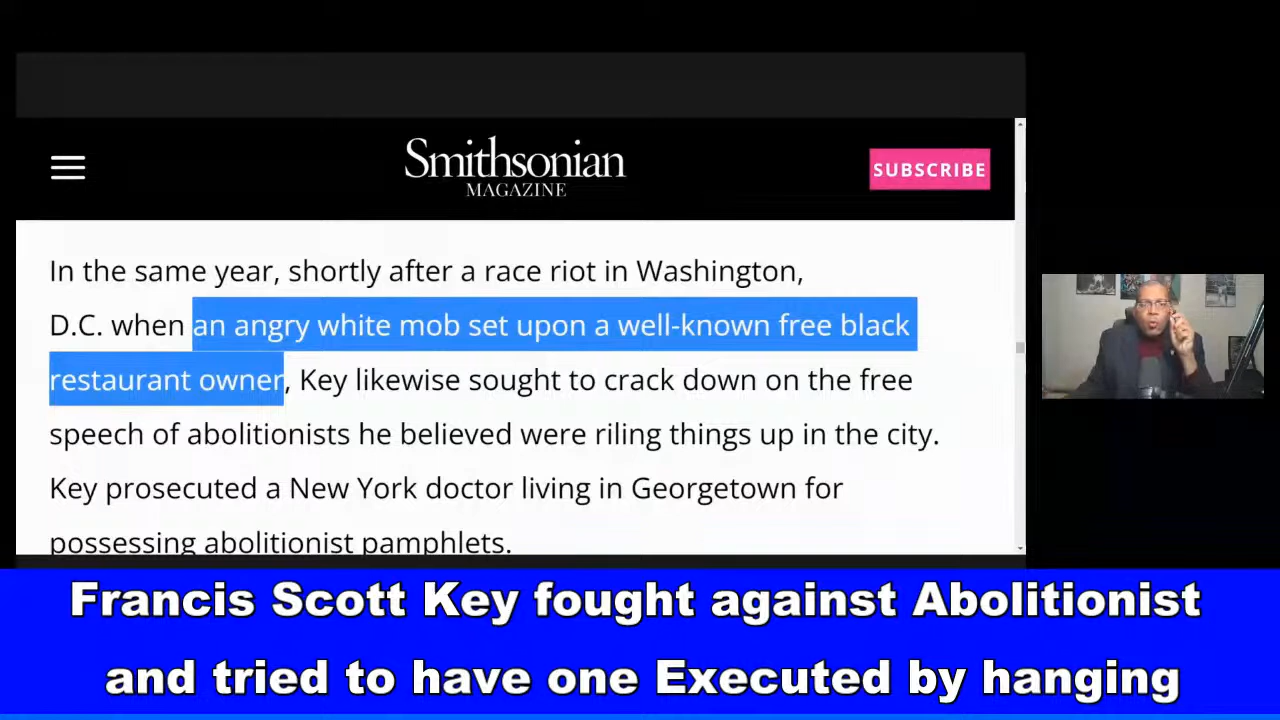 Smithsonian
MAGAZINE
SUBSCRIBE
In the same year, shortly after a race riot in Washington,
D.C. when an angry white mob set upon a well-known free black
restaurant owner, Key likewise sought to crack down on the free
speech of abolitionists he believed were riling things up in the city.
Key prosecuted a New York doctor living in Georgetown for
possessing abolitionist pamphlets.
Francis Scott Key fought against Abolitionist
and tried to have one Executed by hanging